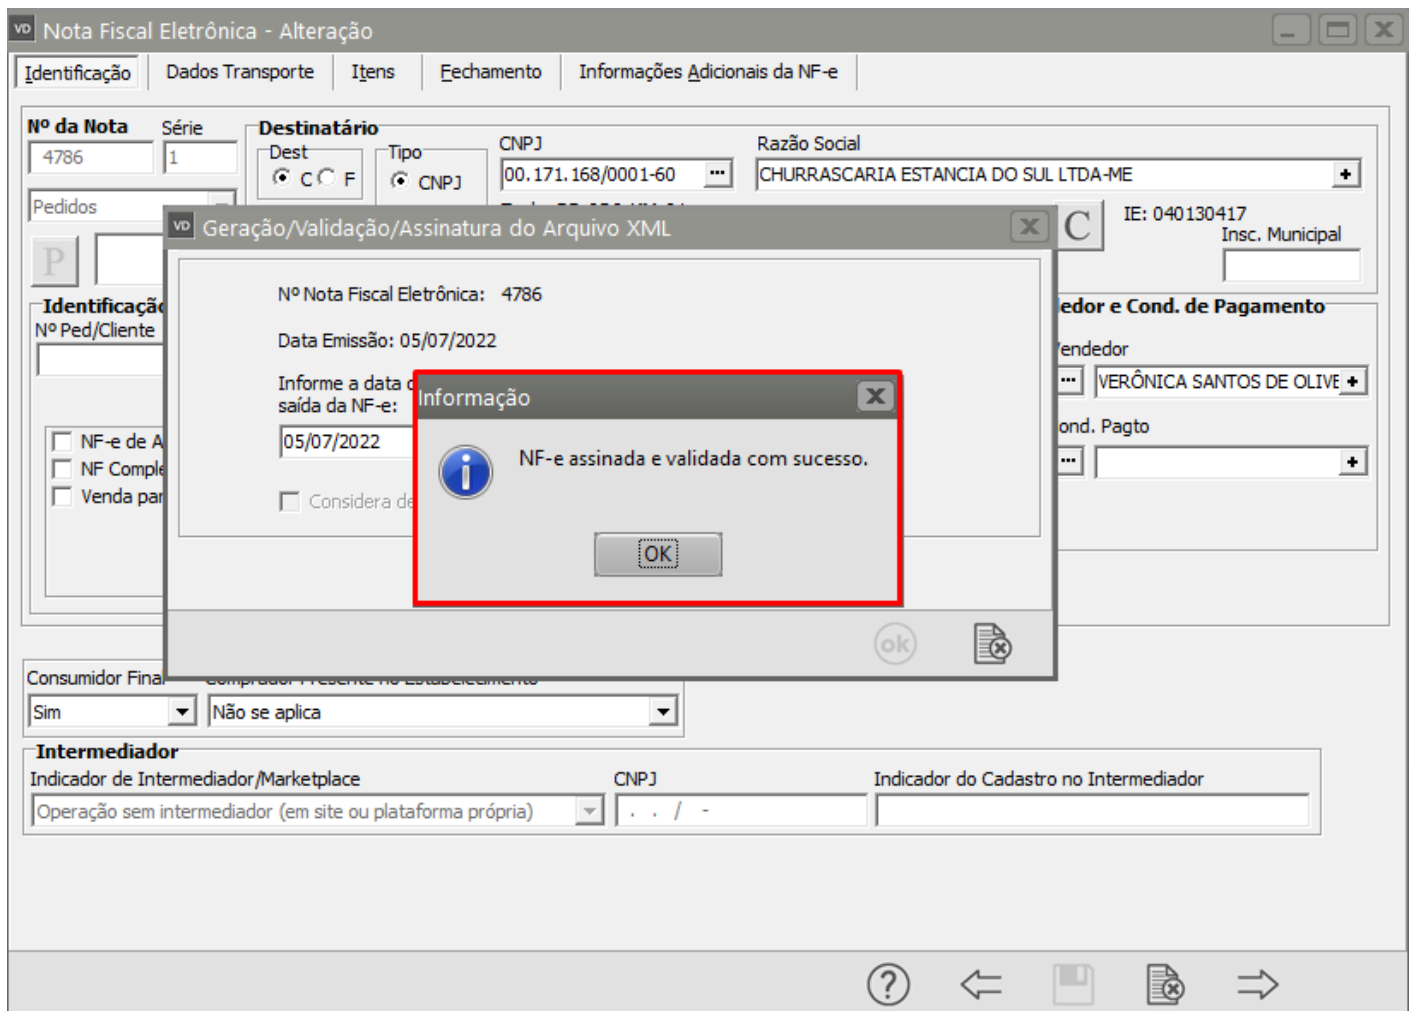 VD Nota Fiscal Eletrônica - Alteração
Identificação Dados Transporte Itens Fechamento Informações Adicionais da NF-e
Nº da Nota Série Destinatário
Dest Tipo CNPJ Razão Social
4786 1 C F CNPJ 00.171.168/0001-60 ... CHURRASCARIA ESTANCIA DO SUL LTDA-ME +
Pedidos
C IE: 040130417
Insc. Municipal
P
VD Geração/Validação/Assinatura do Arquivo XML
Nº Nota Fiscal Eletrônica: 4786
Data Emissão: 05/07/2022
Informe a data
saída da NF-e:
05/07/2022
Considera
Informação
NF-e assinada e validada com sucesso.
OK
ok
Nº Ped/Cliente
NF-e de
NF
Venda
e Cond. de Pagamento
... VERÔNICA SANTOS DE OLIVE +
Pagto
... +
Consumidor
Sim Não se aplica
Intermediador
Indicador de Intermediador/Marketplace CNPJ Indicador do Cadastro no Intermediador
Operação sem intermediador (em site ou plataforma própria) . . / -
?